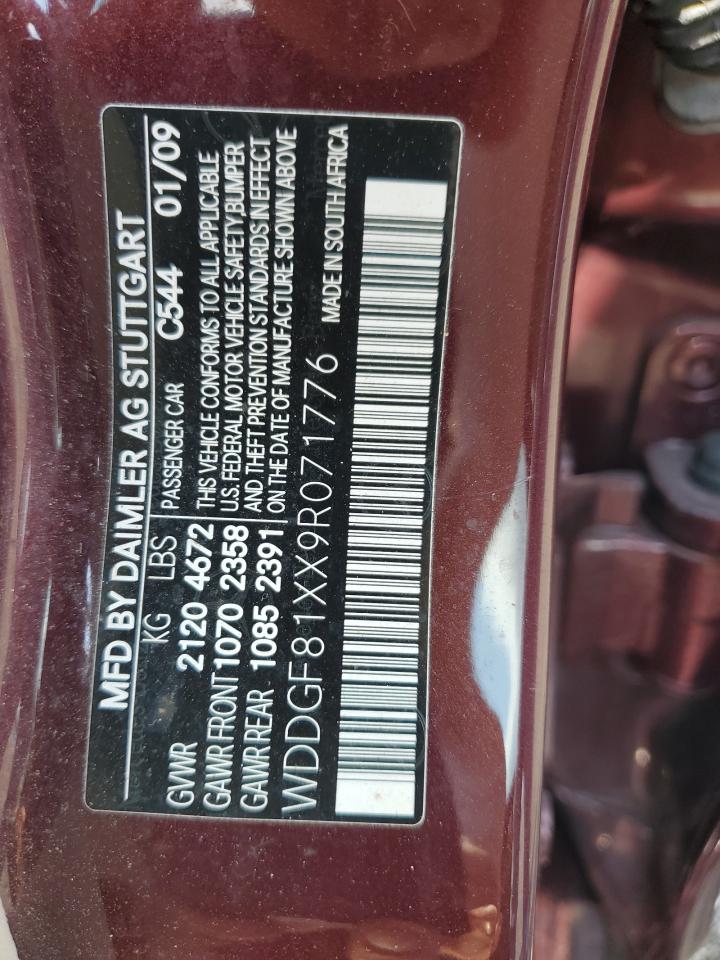 MFD BY DAIMLER AG STUTTGART
KG LBS PASSENGER CAR C544 01/09
GVWR 2120 4672 THIS VEHICLE CONFORMS TO ALL APPLICABLE
GAWR FRONT 1070 2358 U.S. FEDERAL MOTOR VEHICLE SAFETY,BUMPER
GAWR REAR 1085 2391 AND THEFT PREVENTION STANDARDS IN EFFECT
ON THE DATE OF MANUFACTURE SHOWN ABOVE
WDDGF81XX9R071776 MADE IN SOUTH AFRICA